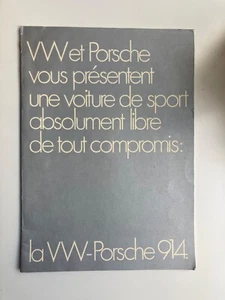 VW et Porsche
vous présentent
une voiture de sport
absolument libre
de tout compromis:
la VW-Porsche 914.